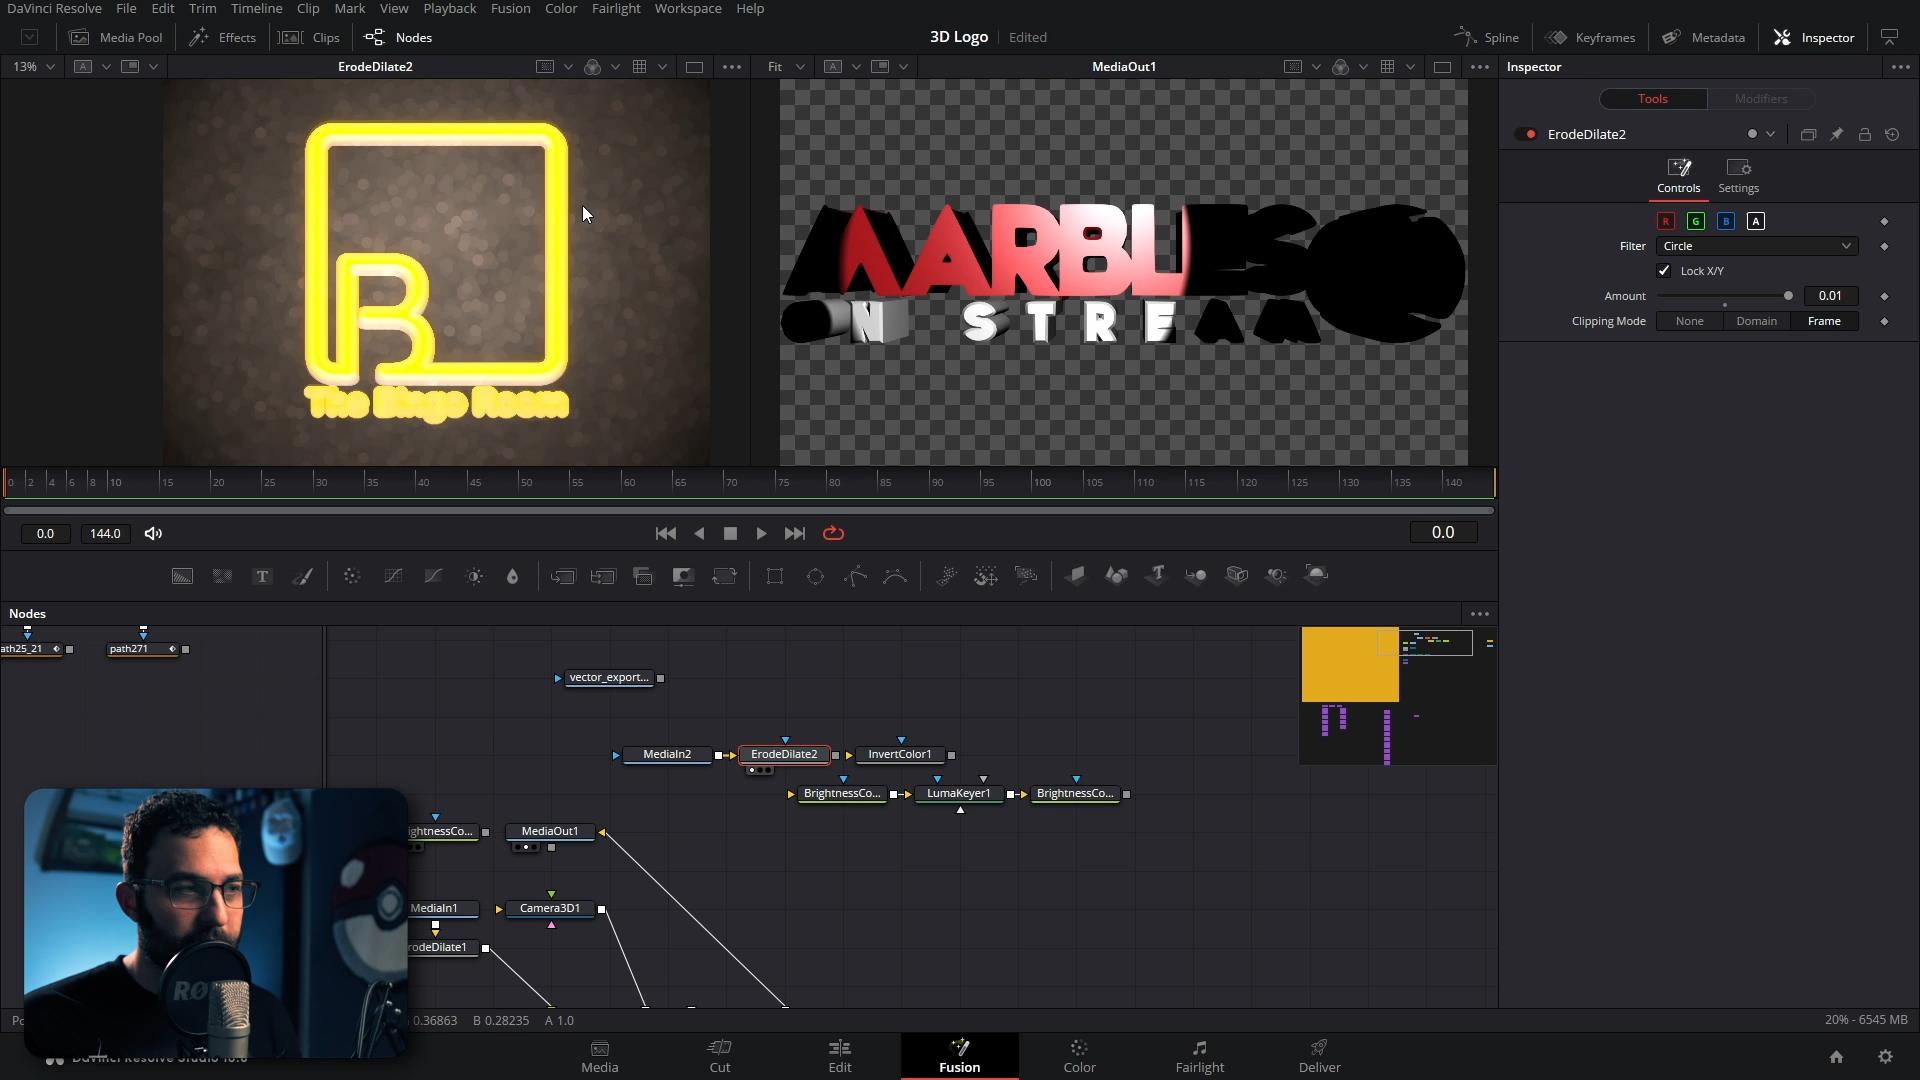 DaVinci Resolve File Edit Trim Timeline Clip Mark View Playback Fusion Color Fairlight Workspace Help
Media Pool Effects Clips Nodes 3D Logo Edited Spline Keyframes Metadata Inspector
13% A ErodeDilate2 Fit A MediaOut1 Inspector
Tools Modifiers
ErodeDilate2
Controls Settings
R G B A
Filter Circle
Lock X/Y
Amount 0.01
Clipping Mode None Domain Frame
The Bingo Room
MARBLES
ON STREAM
0 2 4 6 8 10 15 20 25 30 35 40 45 50 55 60 65 70 75 80 85 90 95 100 105 110 115 120 125 130 135 140
0.0 144.0 0.0
Nodes
ath25_21 path271
vector_export...
MediaIn2 ErodeDilate2 InvertColor1
BrightnessCo... LumaKeyer1 BrightnessCo...
ightnessCo... MediaOut1
MediaIn1 Camera3D1
rodeDilate1
RØ
0.36863 B 0.28235 A 1.0 20% - 6545 MB
Media Cut Edit Fusion Color Fairlight Deliver